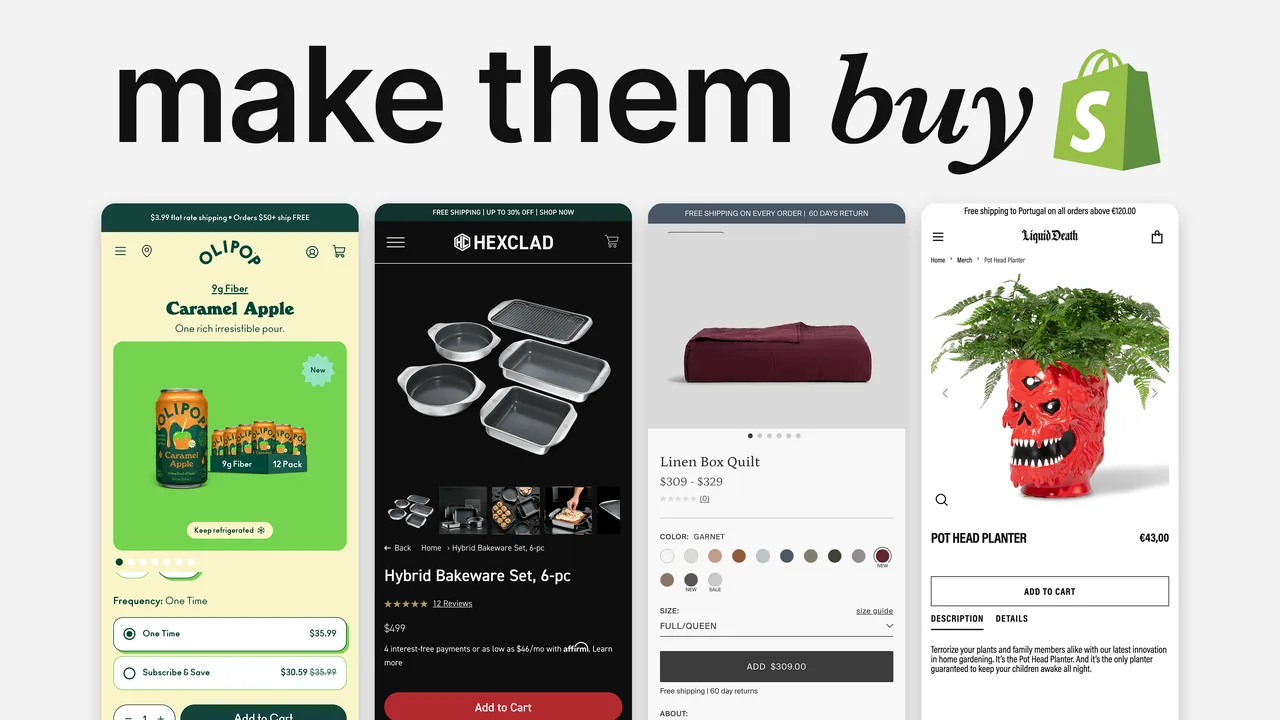 make them buy
S
$3.99 flat rate shipping • Orders $50+ ship FREE
OLIPOP
9g Fiber
Caramel Apple
One rich irresistible pour.
New
OLIPOP
Caramel
Apple
9g Fiber 12 Pack
Keep refrigerated
Frequency: One Time
One Time $35.99
Subscribe & Save $30.59 $35.99
− 1 +
Add to Cart
FREE SHIPPING | UP TO 30% OFF | SHOP NOW
HEXCLAD
← Back Home › Hybrid Bakeware Set, 6-pc
Hybrid Bakeware Set, 6-pc
★★★★★ 12 Reviews
$499
4 interest-free payments or as low as $46/mo with affirm. Learn
more
Add to Cart
FREE SHIPPING ON EVERY ORDER | 60 DAYS RETURN
Linen Box Quilt
$309 - $329
★★★★★ (0)
COLOR: GARNET
NEW
NEW SALE
SIZE: size guide
FULL/QUEEN
ADD $309.00
Free shipping | 60 day returns
ABOUT:
Free shipping to Portugal on all orders above €120.00
Liquid Death
Home › Merch › Pot Head Planter
POT HEAD PLANTER €43,00
ADD TO CART
DESCRIPTION DETAILS
Terrorize your plants and family members alike with our latest innovation
in home gardening. It's the Pot Head Planter. And it's the only planter
guaranteed to keep your children awake all night.